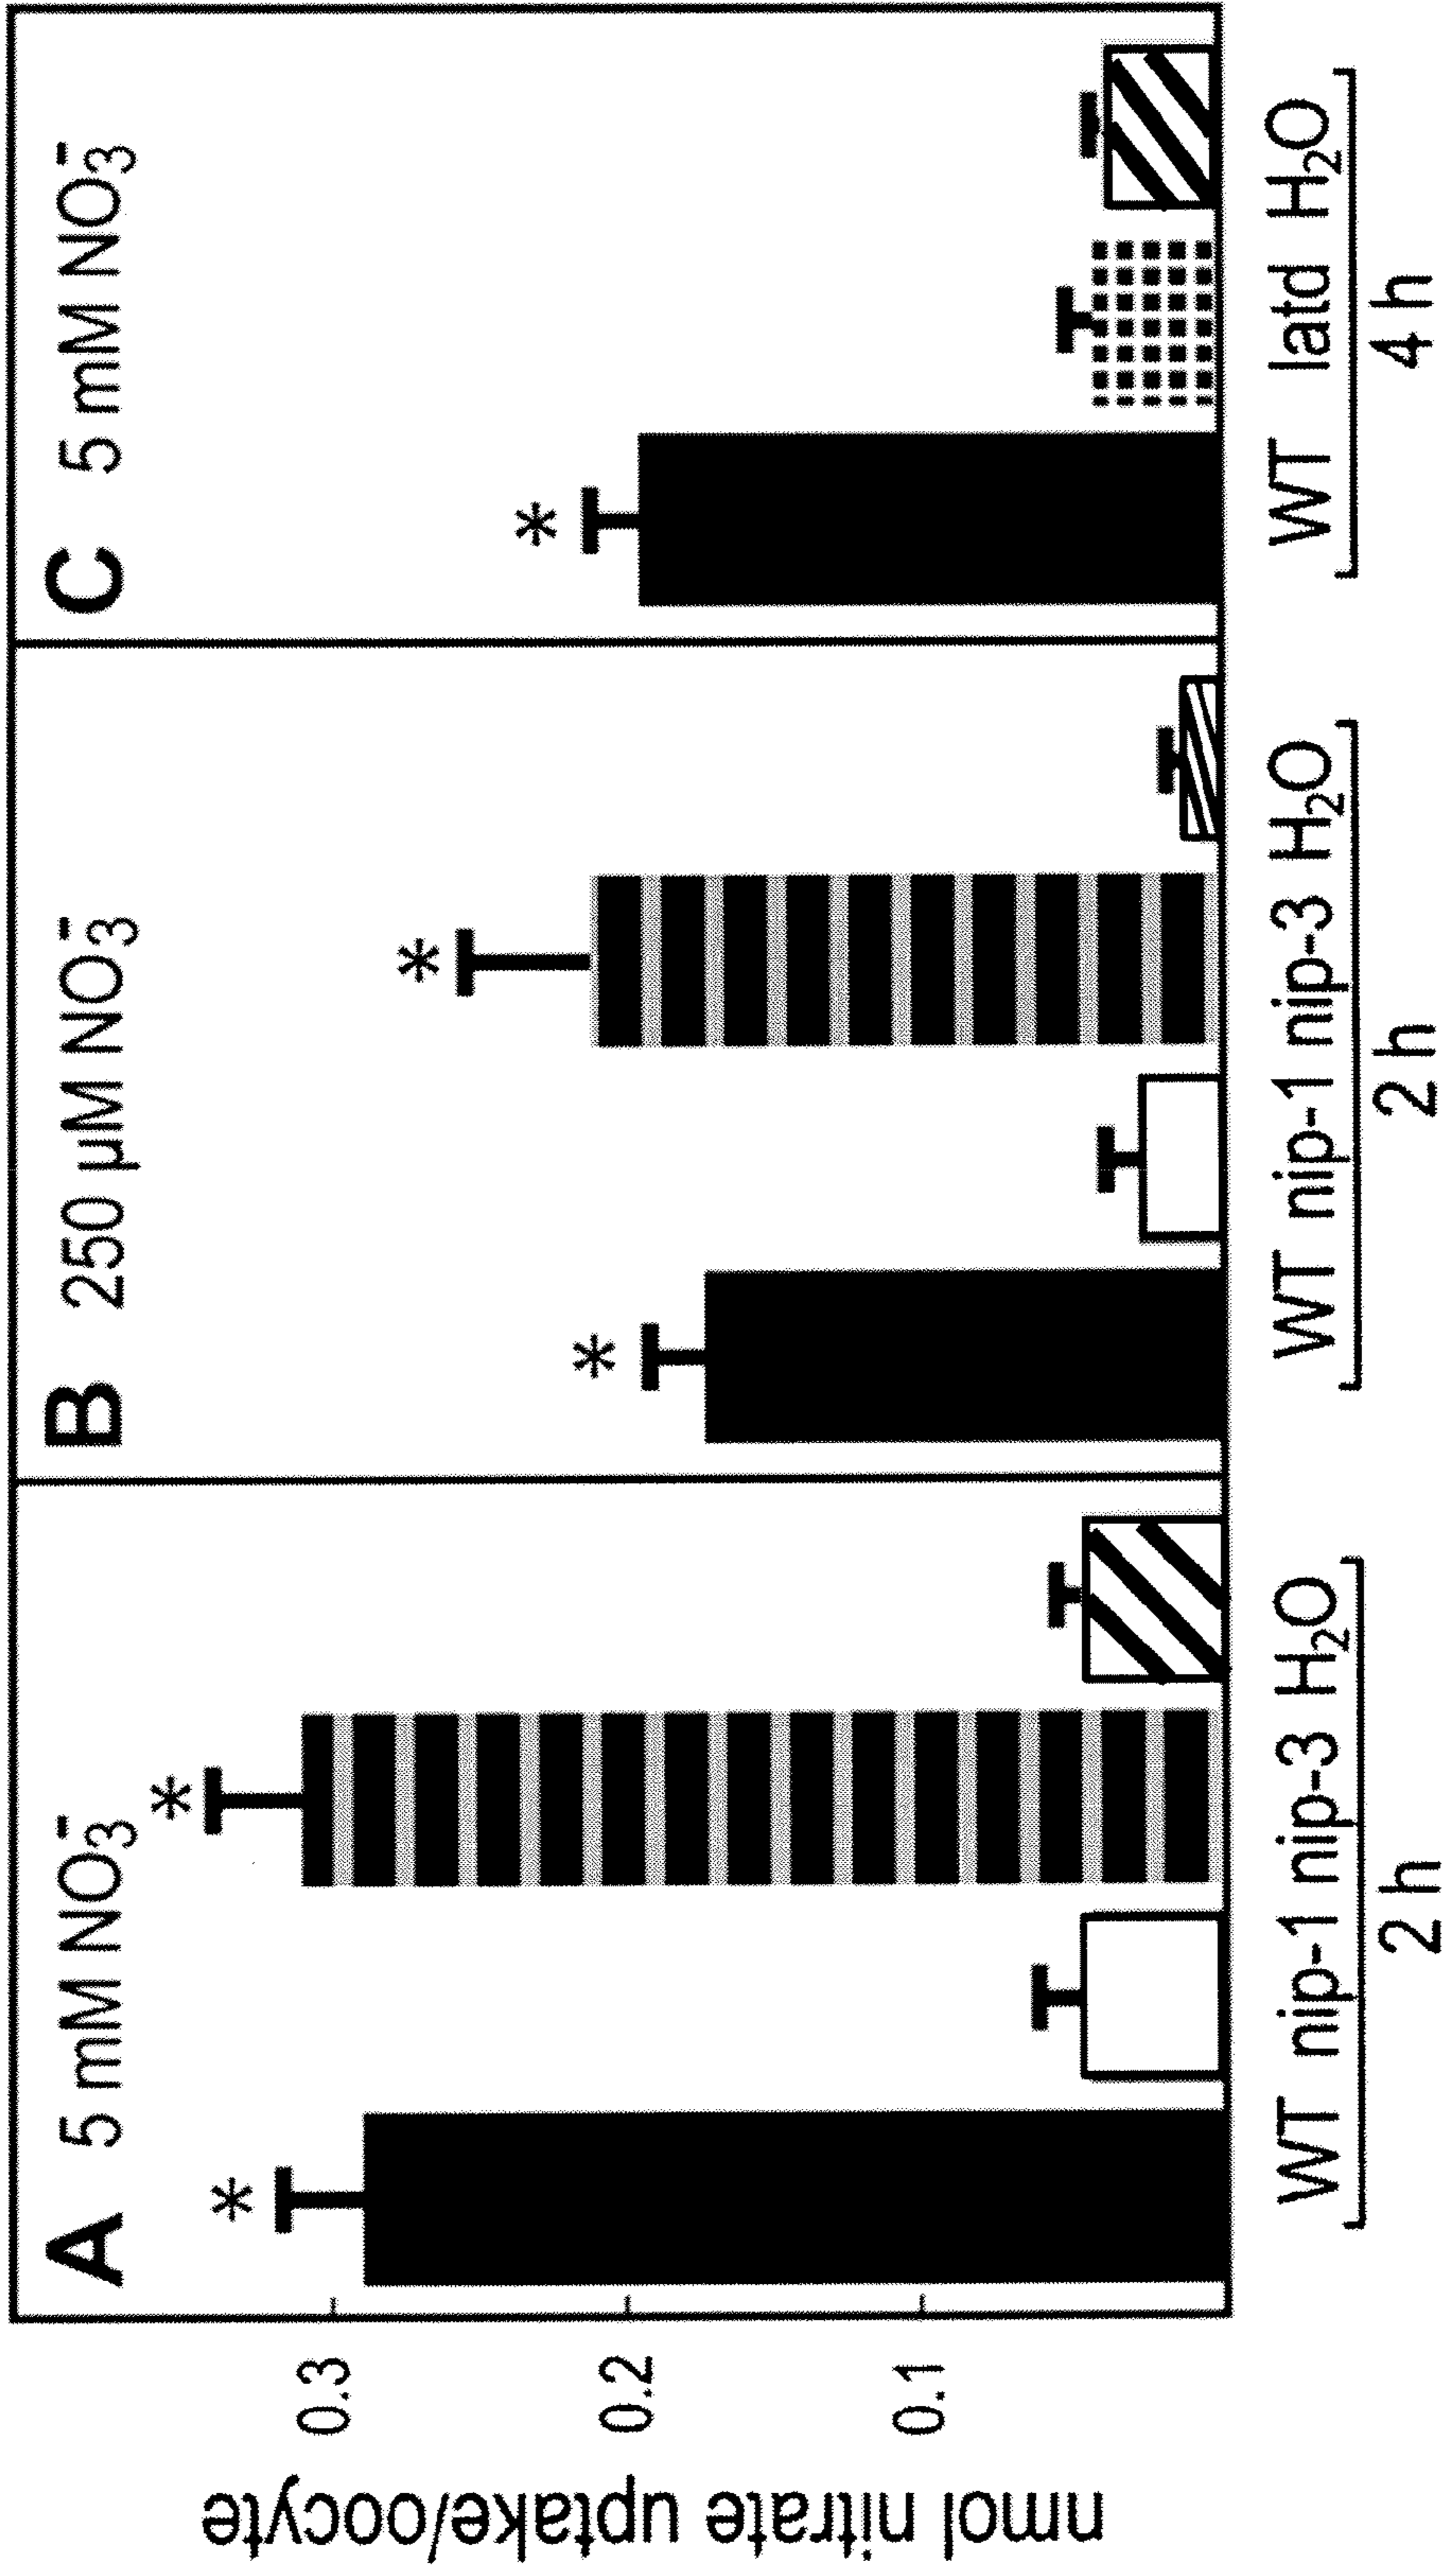 A 5 mM NO₃⁻
B 250 µM NO₃⁻
C 5 mM NO₃⁻
nmol nitrate uptake/oocyte
0.3
0.2
0.1
*
*
*
*
*
WT nip-1 nip-3 H₂O
2 h
WT nip-1 nip-3 H₂O
2 h
WT latd H₂O
4 h